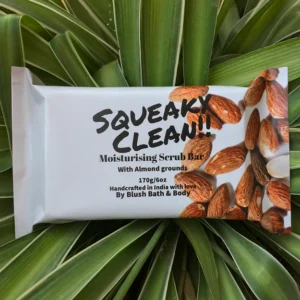 SQUEAKY
CLEAN!!
Moisturising Scrub Bar
With Almond grounds
170g/6oz
Handcrafted in India with love
By Blush Bath & Body